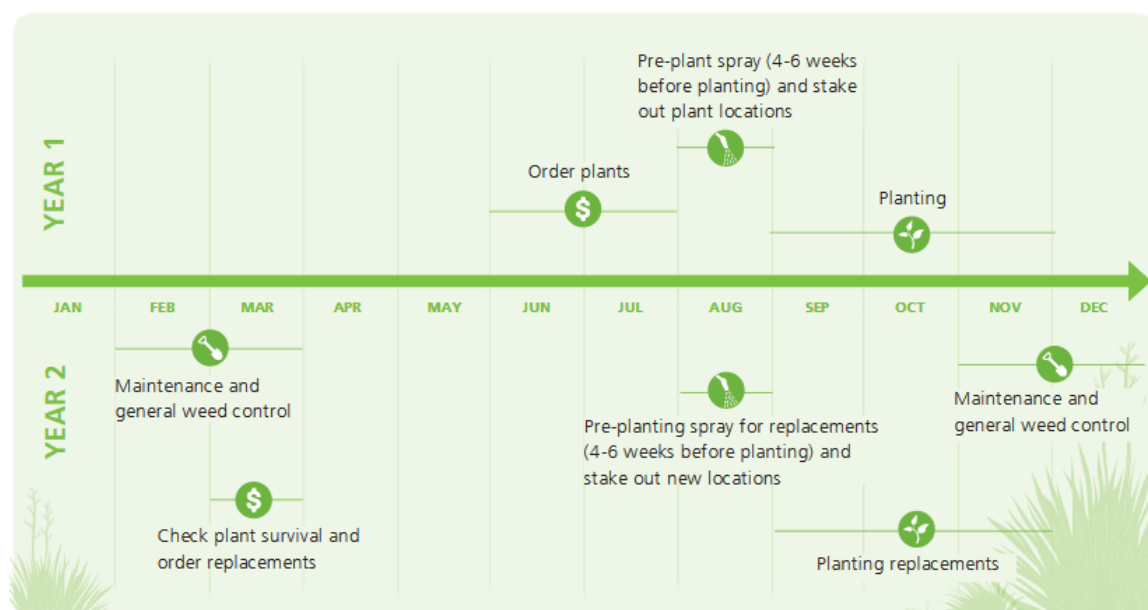 Pre-plant spray (4-6 weeks
before planting) and stake
out plant locations
Order plants
$
Planting
YEAR 1
JAN FEB MAR APR MAY JUN JUL AUG SEP OCT NOV DEC
YEAR 2
Maintenance and
general weed control
Pre-planting spray for replacements
(4-6 weeks before planting) and
stake out new locations
Maintenance and
general weed control
$
Check plant survival and
order replacements
Planting replacements